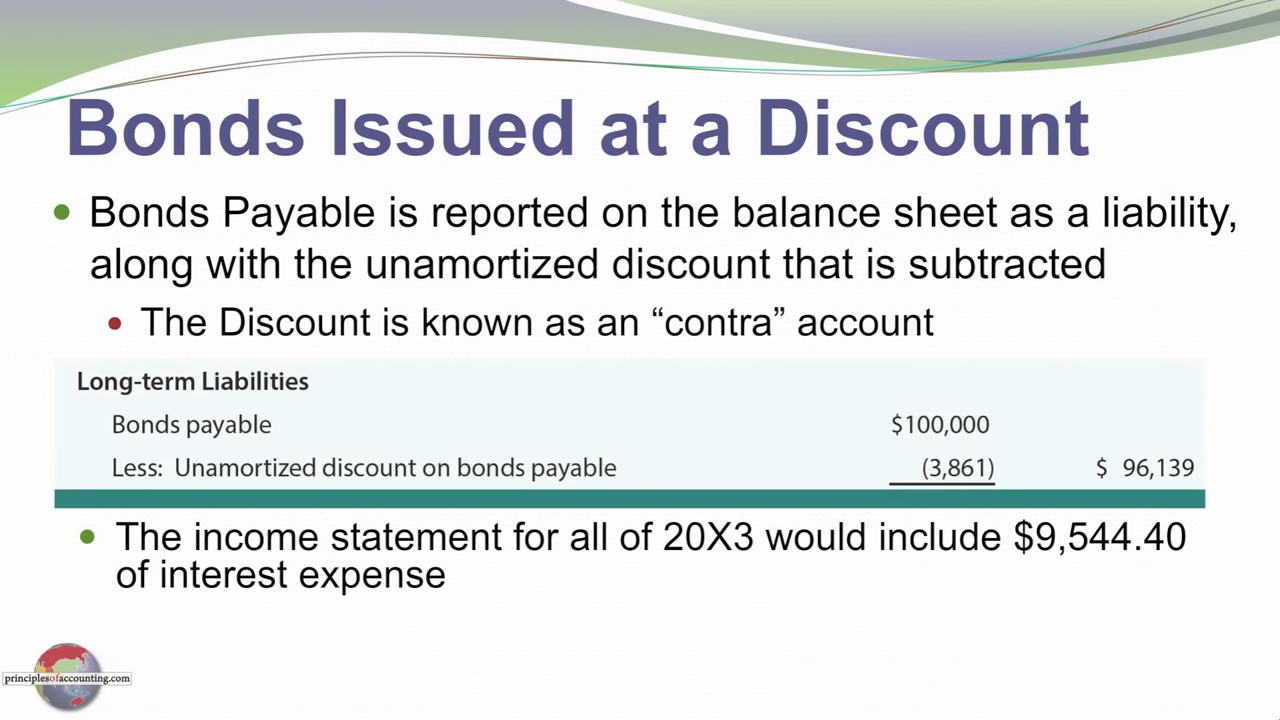 Bonds Issued at a Discount
• Bonds Payable is reported on the balance sheet as a liability,
along with the unamortized discount that is subtracted
• The Discount is known as an “contra” account
Long-term Liabilities
Bonds payable $100,000
Less: Unamortized discount on bonds payable (3,861) $ 96,139
• The income statement for all of 20X3 would include $9,544.40
of interest expense
principlesofaccounting.com